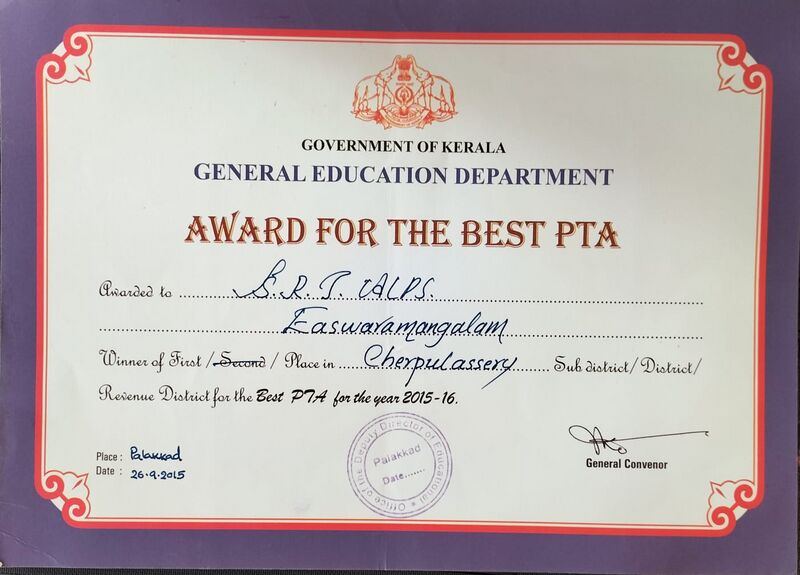 GOVERNMENT OF KERALA
GENERAL EDUCATION DEPARTMENT
AWARD FOR THE BEST PTA
Awarded to ALPS.
Easwaramangalam
Winner of First / Second / Place in Cherpulassery Sub district/ District/
Revenue District for the Best PTA for the year 2015-16.
Place : Palakkad
Date : 26-9-2015
Office of the Deputy Director of Educational
Palakkad
Date.......
General Convenor